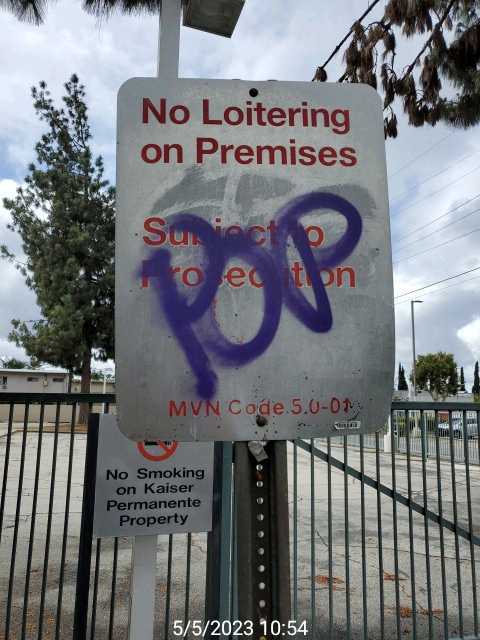 No Loitering
on Premises
Subject to
Prosecution
POP
MVN Code 5.0-01
No Smoking
on Kaiser
Permanente
Property
5/5/2023 10:54